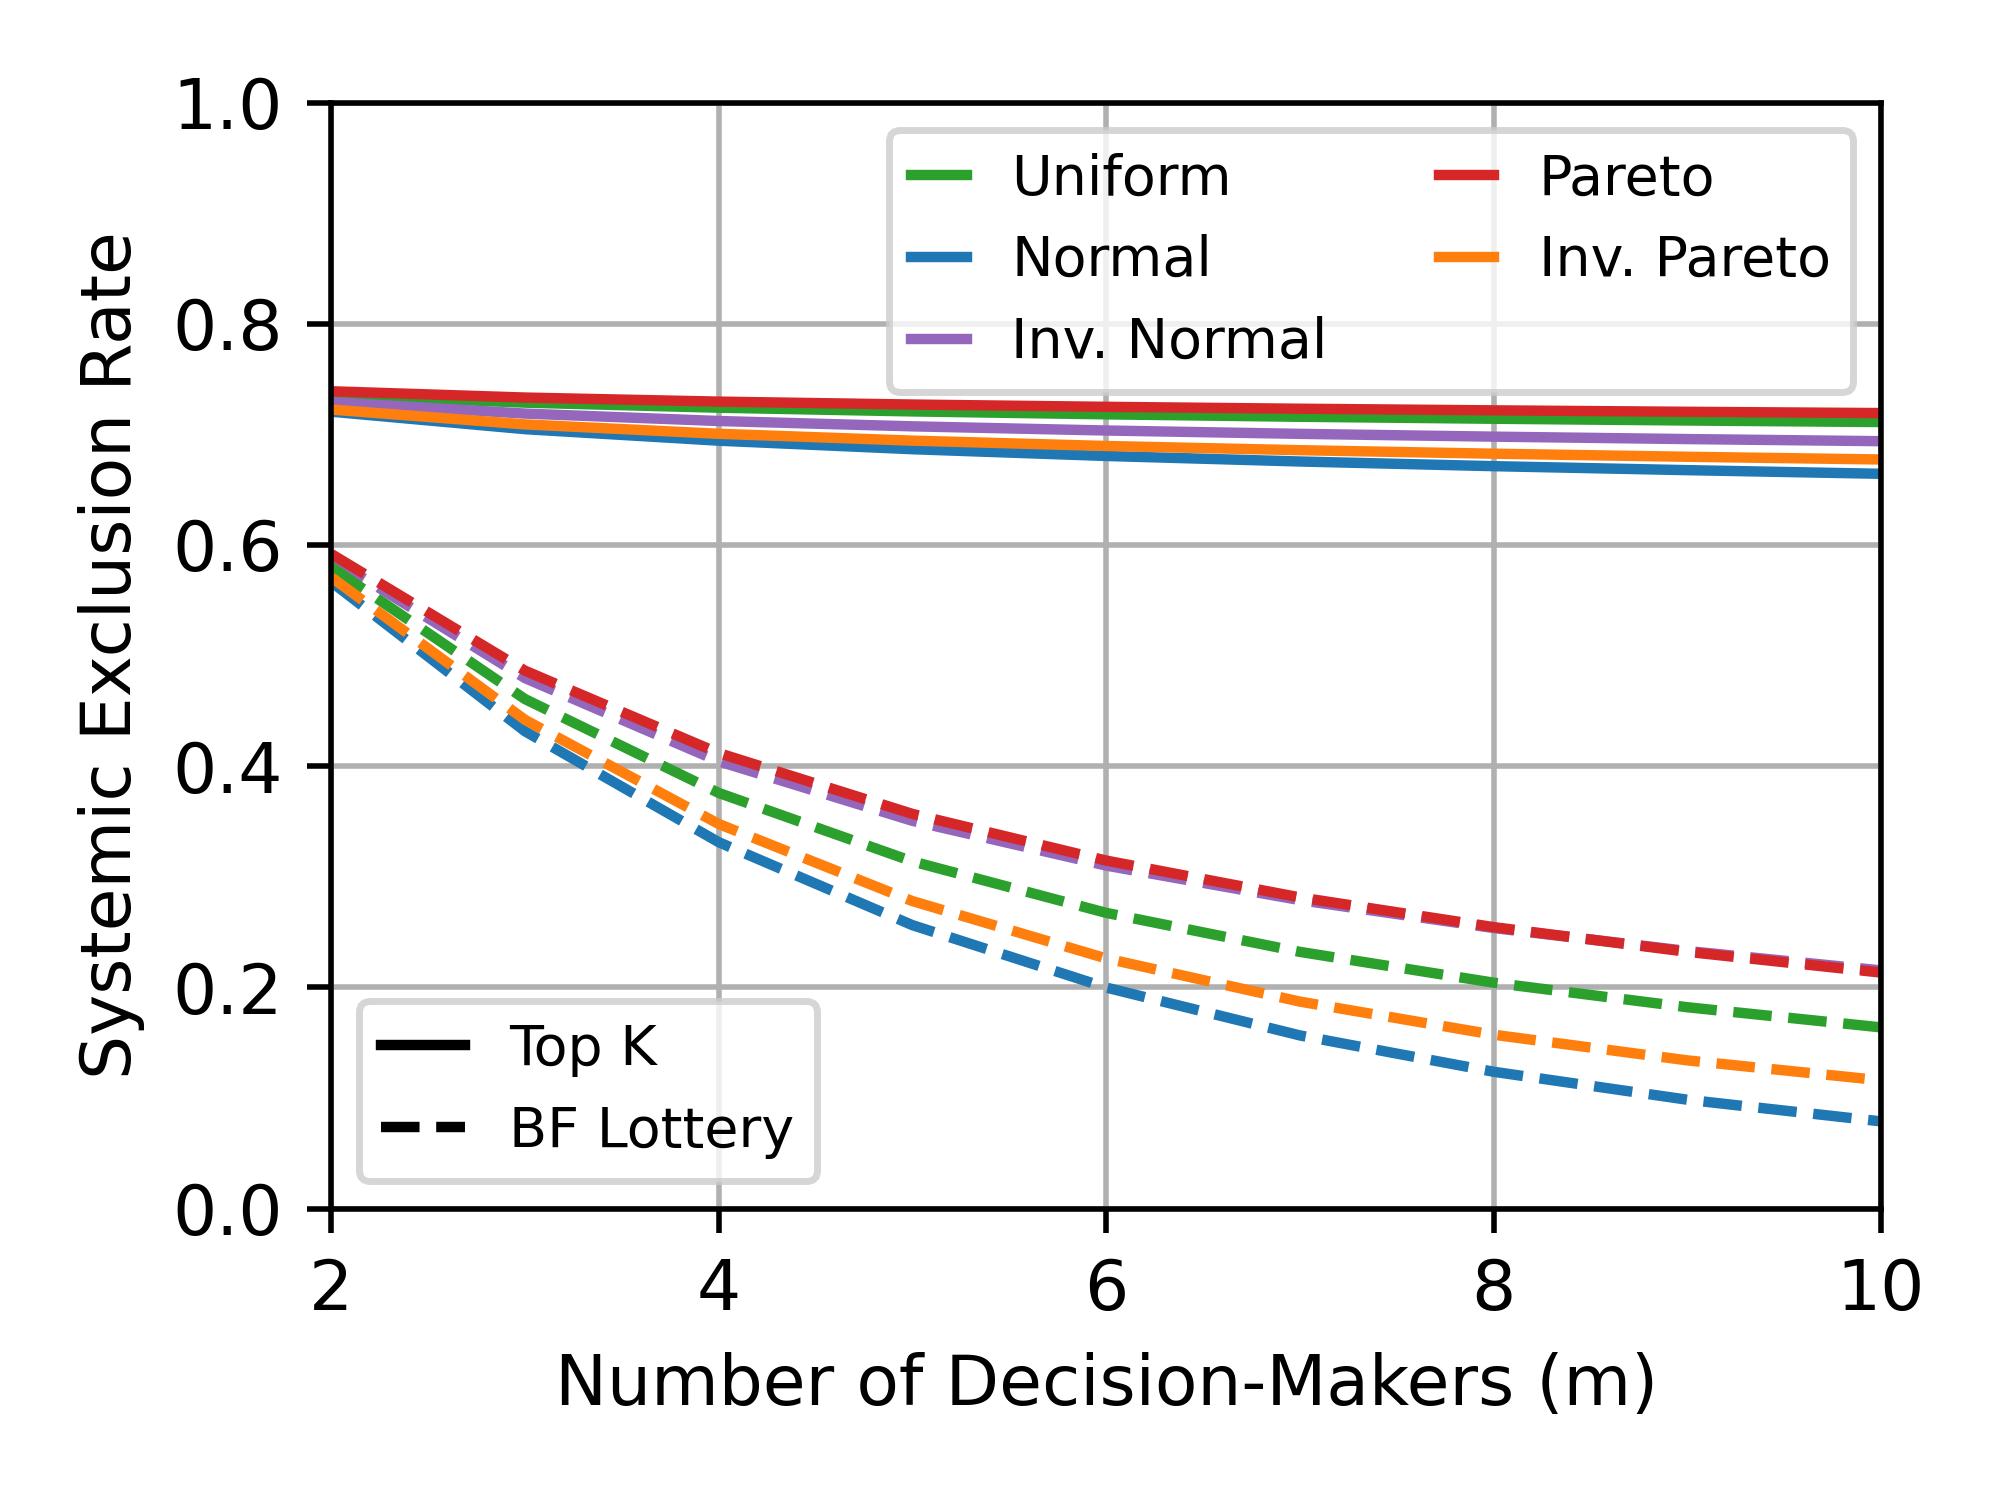 1.0
0.8
0.6
0.4
0.2
0.0
Systemic Exclusion Rate
Uniform
Normal
Inv. Normal
Pareto
Inv. Pareto
Top K
BF Lottery
2 4 6 8 10
Number of Decision-Makers (m)